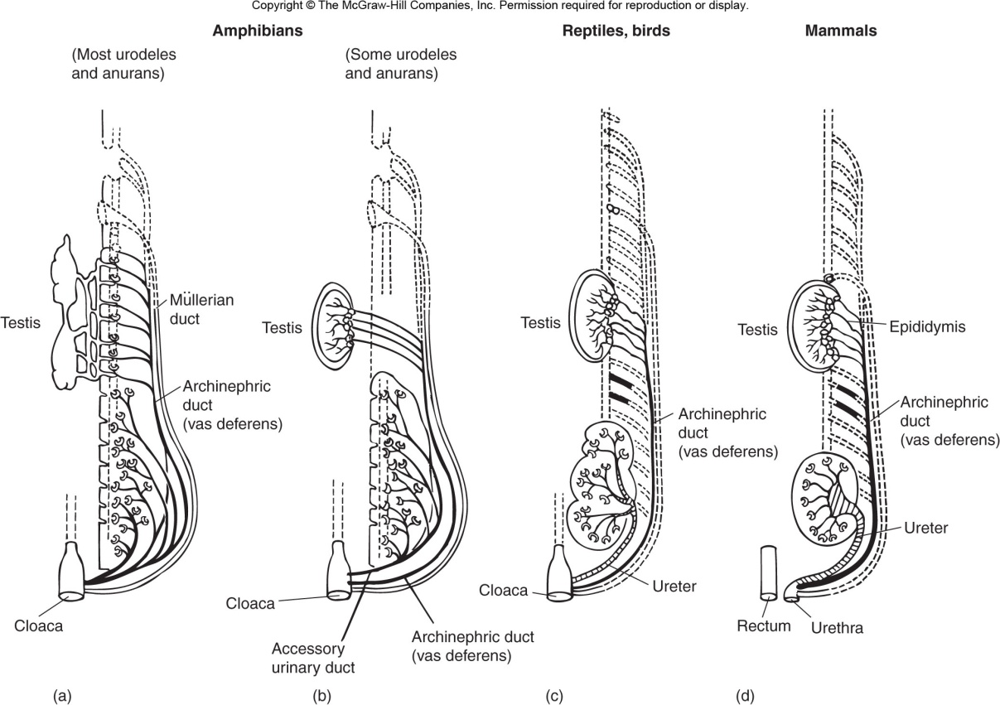 Copyright © The McGraw-Hill Companies, Inc. Permission required for reproduction or display.
Amphibians
Reptiles, birds
Mammals
(Most urodeles
and anurans)
(Some urodeles
and anurans)
Testis
Müllerian
duct
Archinephric
duct
(vas deferens)
Cloaca
(a)
Testis
Cloaca
Accessory
urinary duct
Archinephric duct
(vas deferens)
(b)
Testis
Archinephric
duct
(vas deferens)
Cloaca
Ureter
(c)
Testis
Epididymis
Archinephric
duct
(vas deferens)
Ureter
Rectum
Urethra
(d)